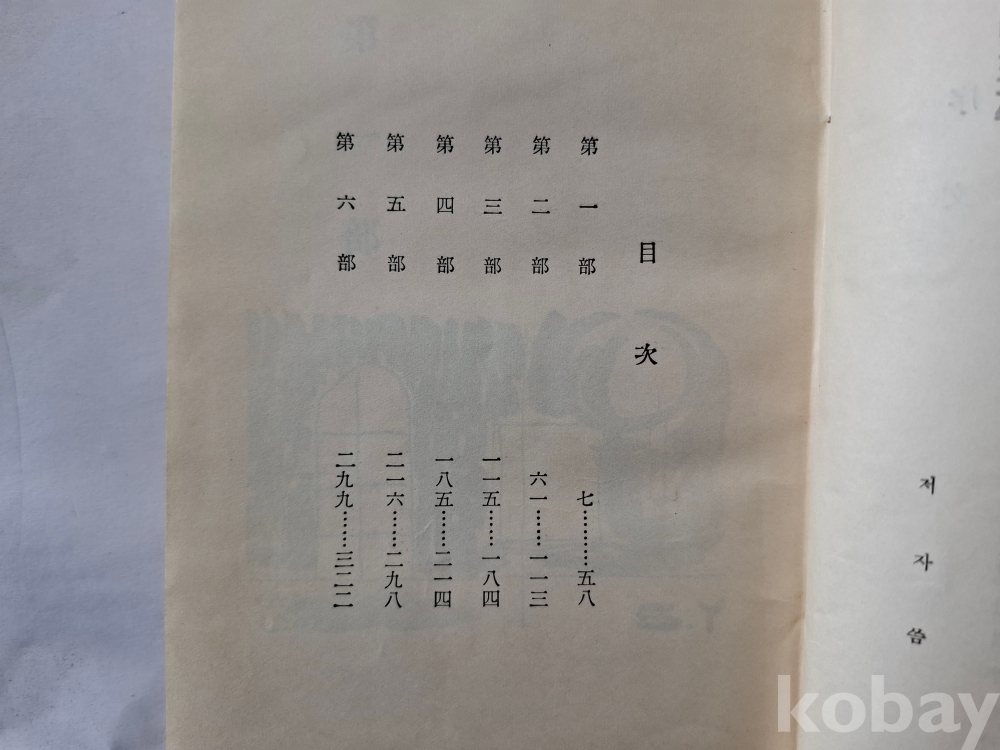 저자 씀
目次
第一部 七………五八
第二部 六一……一一三
第三部 一一五……一八四
第四部 一八五……二一四
第五部 二一六……二九八
第六部 二九九……三二二
kobay